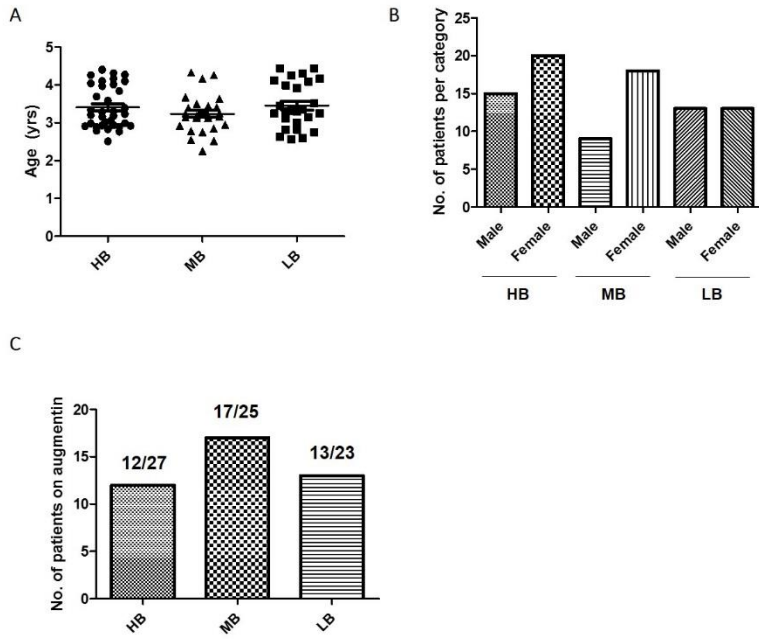 A
Age (yrs)
5
4
3
2
1
0
HB
MB
LB
B
No. of patients per category
25
20
15
10
5
0
Male
Female
Male
Female
Male
Female
HB
MB
LB
C
No. of patients on augmentin
20
15
10
5
0
12/27
17/25
13/23
HB
MB
LB